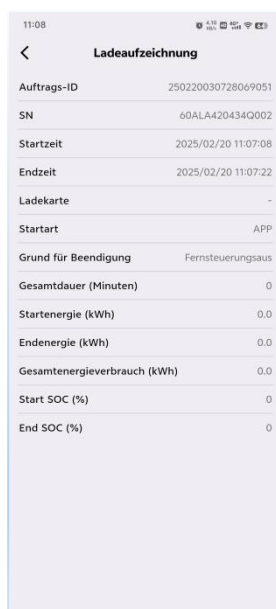 11:08
Ladeaufzeichnung
Auftrags-ID 250220030728069051
SN 60ALA420434Q002
Startzeit 2025/02/20 11:07:08
Endzeit 2025/02/20 11:07:22
Ladekarte -
Startart APP
Grund für Beendigung Fernsteuerungsaus
Gesamtdauer (Minuten) 0
Startenergie (kWh) 0.0
Endenergie (kWh) 0.0
Gesamtenergieverbrauch (kWh) 0.0
Start SOC (%) 0
End SOC (%) 0